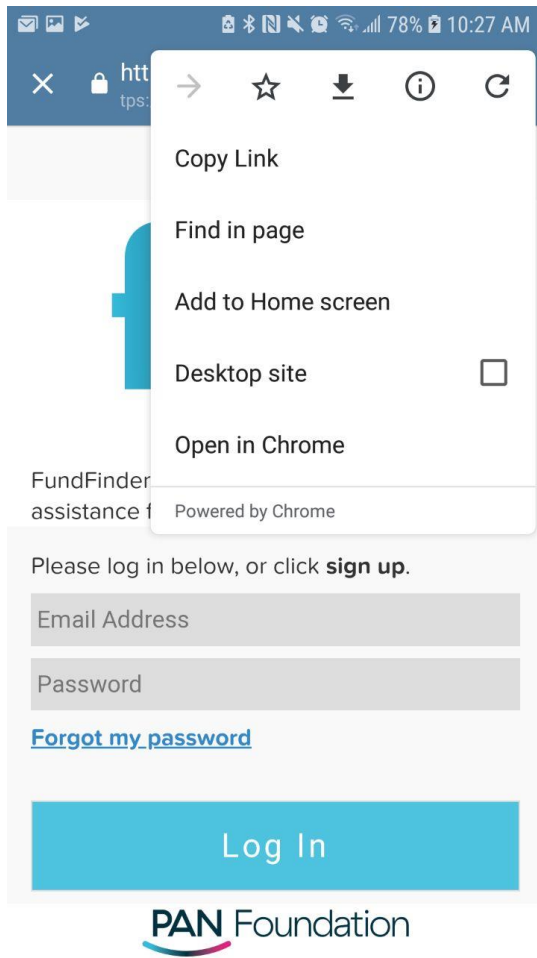 78% 10:27 AM
htt
tps:
Copy Link
Find in page
Add to Home screen
Desktop site
Open in Chrome
Powered by Chrome
f
FundFinder
assistance f
Please log in below, or click sign up.
Email Address
Password
Forgot my password
Log In
PAN Foundation